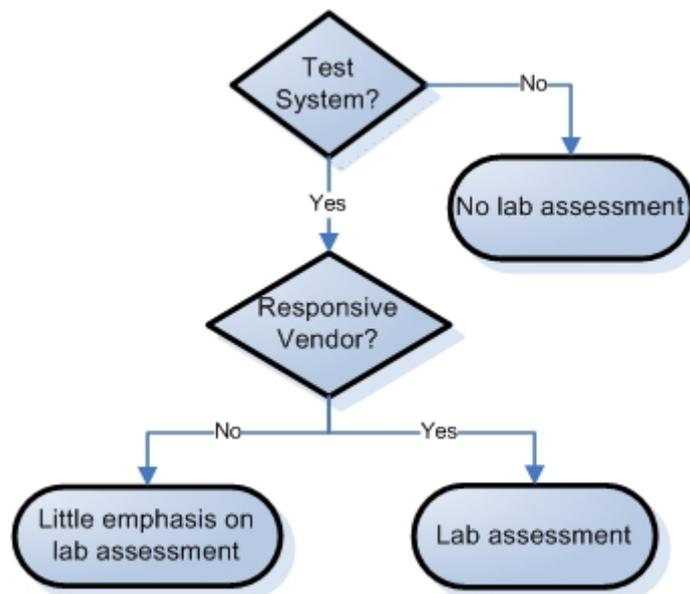 Test
System?
No
No lab assessment
Yes
Responsive
Vendor?
No
Yes
Little emphasis on
lab assessment
Lab assessment